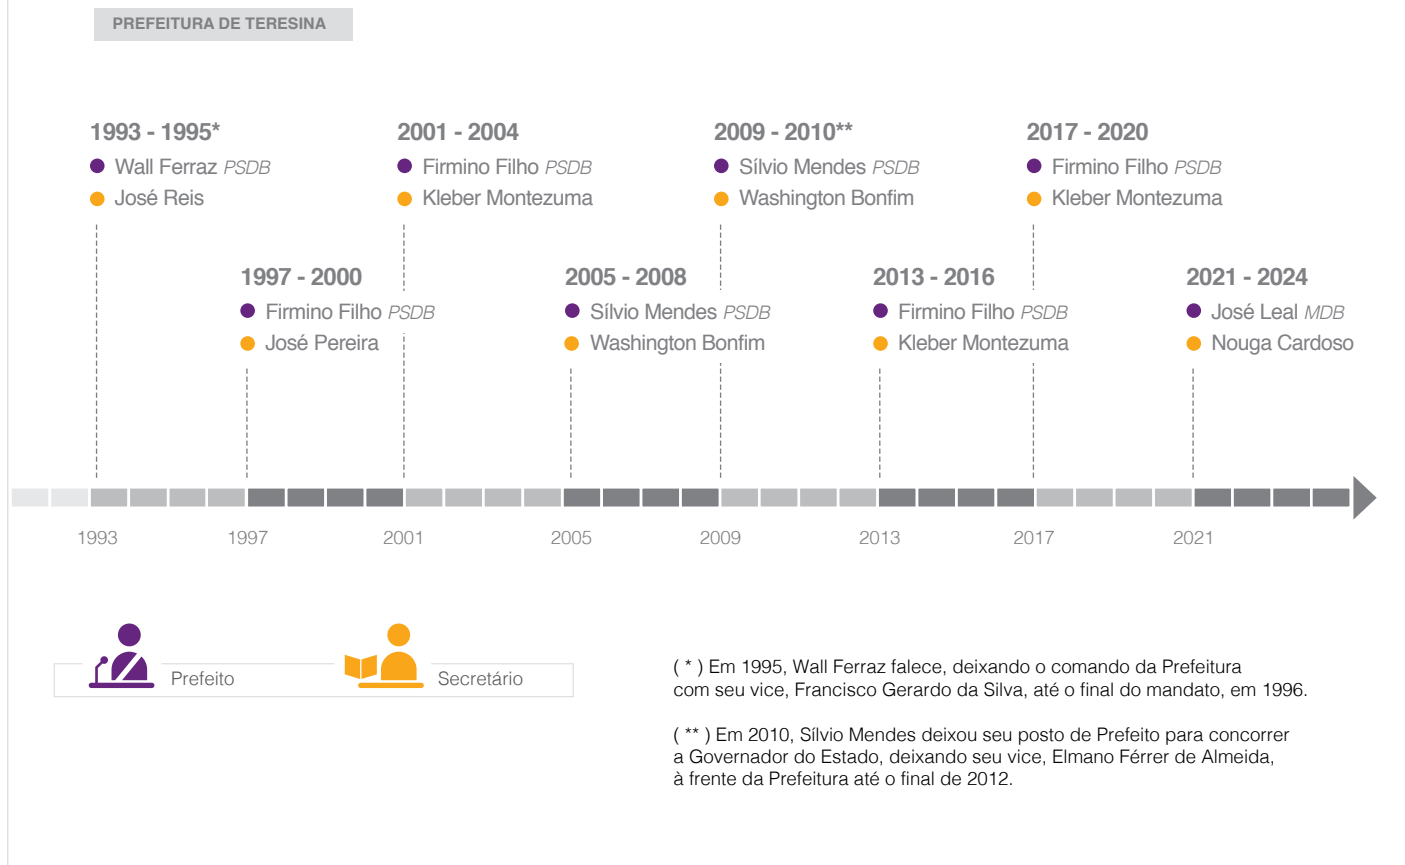 PREFEITURA DE TERESINA
1993 - 1995*
Wall Ferraz PSDB
José Reis
2001 - 2004
Firmino Filho PSDB
Kleber Montezuma
2009 - 2010**
Sílvio Mendes PSDB
Washington Bonfim
2017 - 2020
Firmino Filho PSDB
Kleber Montezuma
1997 - 2000
Firmino Filho PSDB
José Pereira
2005 - 2008
Sílvio Mendes PSDB
Washington Bonfim
2013 - 2016
Firmino Filho PSDB
Kleber Montezuma
2021 - 2024
José Leal MDB
Nouga Cardoso
1993 1997 2001 2005 2009 2013 2017 2021
Prefeito
Secretário
( * ) Em 1995, Wall Ferraz falece, deixando o comando da Prefeitura
com seu vice, Francisco Gerardo da Silva, até o final do mandato, em 1996.
( ** ) Em 2010, Sílvio Mendes deixou seu posto de Prefeito para concorrer
a Governador do Estado, deixando seu vice, Elmano Férrer de Almeida,
à frente da Prefeitura até o final de 2012.